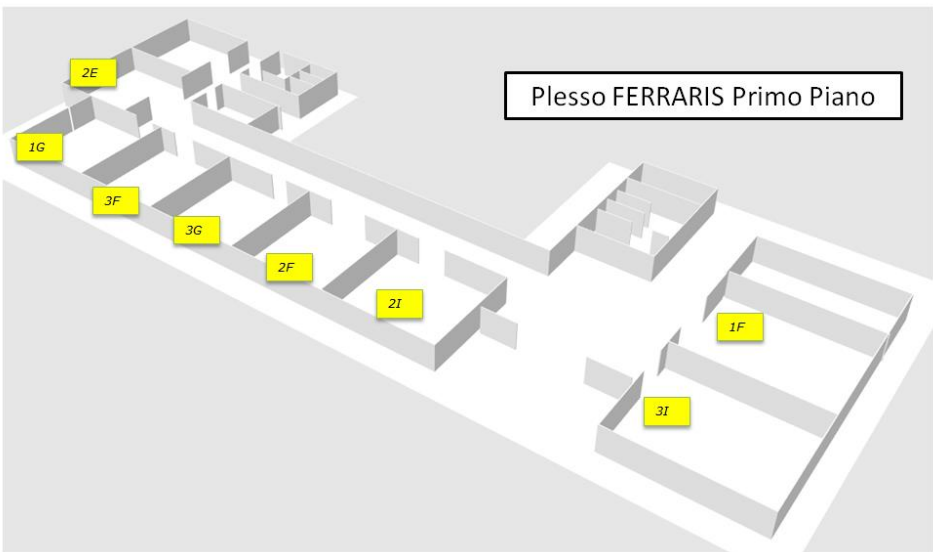 Plesso FERRARIS Primo Piano
2E
1G
3F
3G
2F
2I
1F
3I